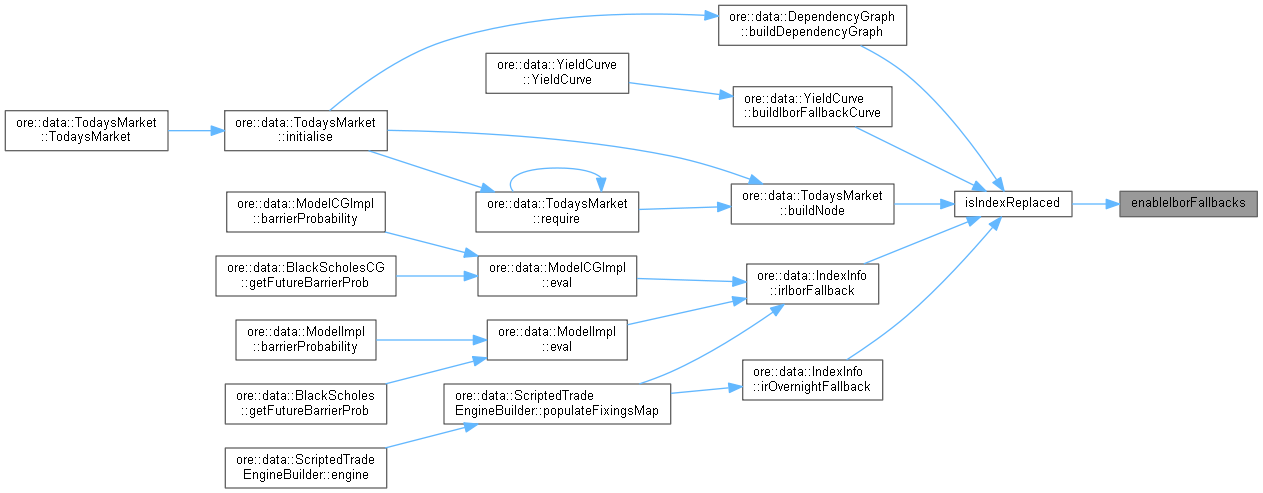 ore::data::DependencyGraph
::buildDependencyGraph
ore::data::YieldCurve
::YieldCurve
ore::data::YieldCurve
::buildIborFallbackCurve
ore::data::TodaysMarket
::TodaysMarket
ore::data::TodaysMarket
::initialise
ore::data::TodaysMarket
::require
ore::data::TodaysMarket
::buildNode
isIndexReplaced
enableIborFallbacks
ore::data::ModelCGImpl
::barrierProbability
ore::data::BlackScholesCG
::getFutureBarrierProb
ore::data::ModelCGImpl
::eval
ore::data::IndexInfo
::irIborFallback
ore::data::ModelImpl
::barrierProbability
ore::data::ModelImpl
::eval
ore::data::IndexInfo
::irOvernightFallback
ore::data::BlackScholes
::getFutureBarrierProb
ore::data::ScriptedTrade
EngineBuilder::populateFixingsMap
ore::data::ScriptedTrade
EngineBuilder::engine